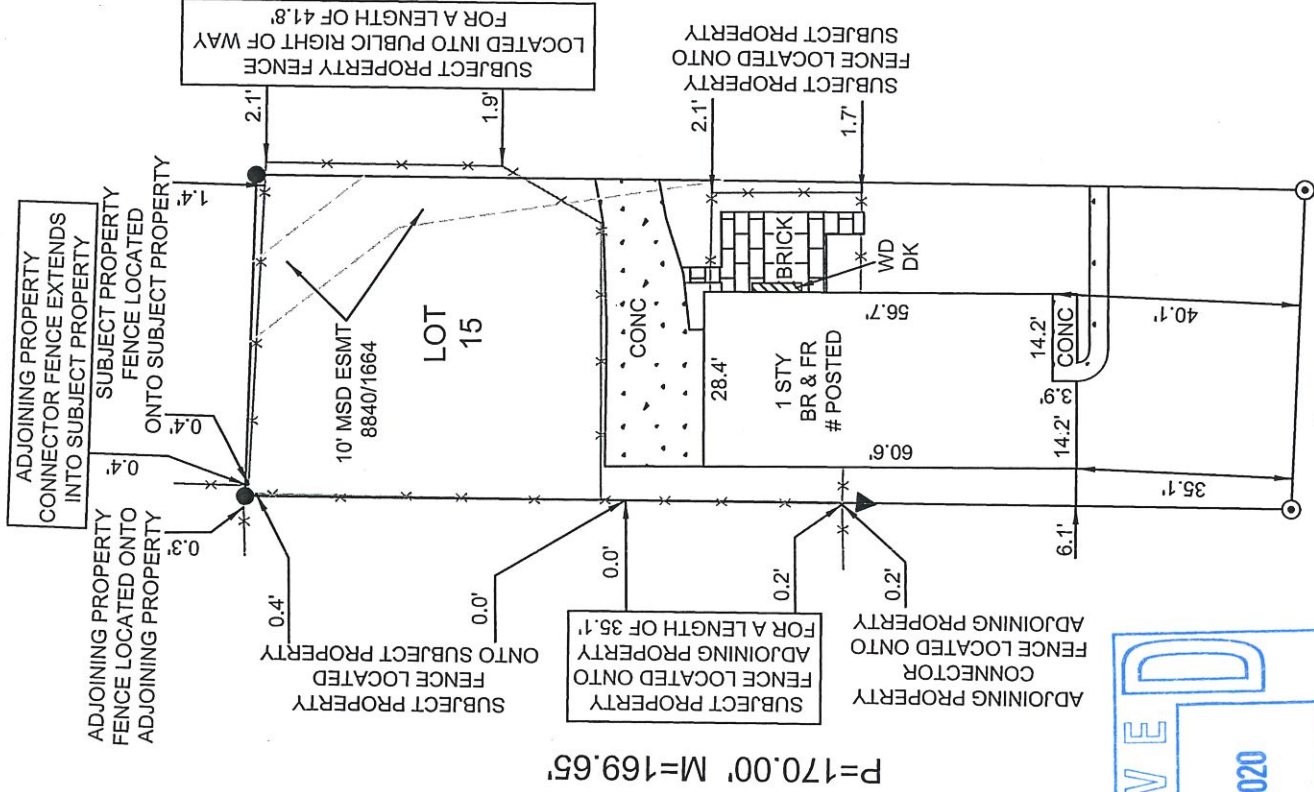 ADJOINING PROPERTY
CONNECTOR FENCE EXTENDS
INTO SUBJECT PROPERTY
SUBJECT PROPERTY FENCE
LOCATED INTO PUBLIC RIGHT OF WAY
FOR A LENGTH OF 41.8'
ADJOINING PROPERTY
FENCE LOCATED ONTO
ADJOINING PROPERTY
0.3'
0.4'
0.4'
SUBJECT PROPERTY
FENCE LOCATED
ONTO SUBJECT PROPERTY
1.4'
2.1'
1.9'
SUBJECT PROPERTY
FENCE LOCATED ONTO
SUBJECT PROPERTY
2.1'
1.7'
10' MSD ESMT
8840/1664
LOT
15
CONC
BRICK
WD
DK
1 STY
BR & FR
# POSTED
28.4'
56.7'
60.6'
14.2'
CONC
3.9'
14.2'
40.1'
35.1'
6.1'
0.4'
0.0'
SUBJECT PROPERTY
FENCE LOCATED
ONTO SUBJECT PROPERTY
0.0'
0.2'
SUBJECT PROPERTY
FENCE LOCATED ONTO
ADJOINING PROPERTY
FOR A LENGTH OF 35.1'
0.2'
ADJOINING PROPERTY
CONNECTOR
FENCE LOCATED ONTO
ADJOINING PROPERTY
P=170.00' M=169.65'
V E D
020